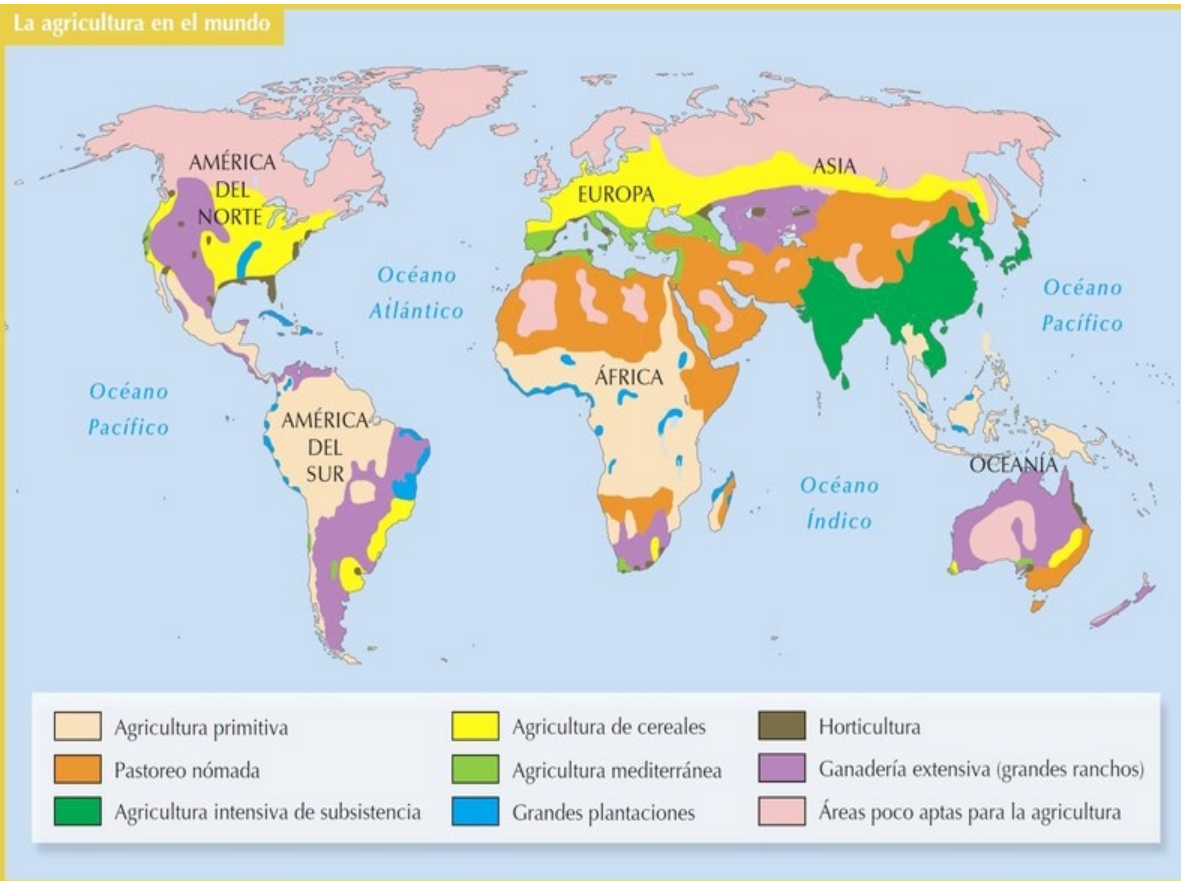 La agricultura en el mundo
AMÉRICA
DEL
NORTE
EUROPA
ASIA
Océano
Atlántico
Océano
Pacífico
Océano
Pacífico
ÁFRICA
AMÉRICA
DEL
SUR
OCEANÍA
Océano
Índico
Agricultura primitiva
Pastoreo nómada
Agricultura intensiva de subsistencia
Agricultura de cereales
Agricultura mediterránea
Grandes plantaciones
Horticultura
Ganadería extensiva (grandes ranchos)
Áreas poco aptas para la agricultura